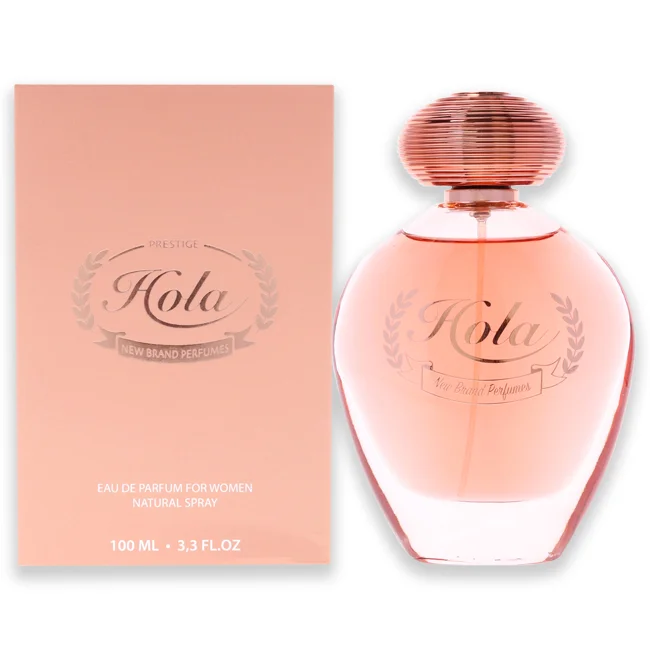 PRESTIGE
Hola
NEW BRAND PERFUMES
EAU DE PARFUM FOR WOMEN
NATURAL SPRAY
100 ML • 3,3 FL.OZ
Hola
New Brand Perfumes